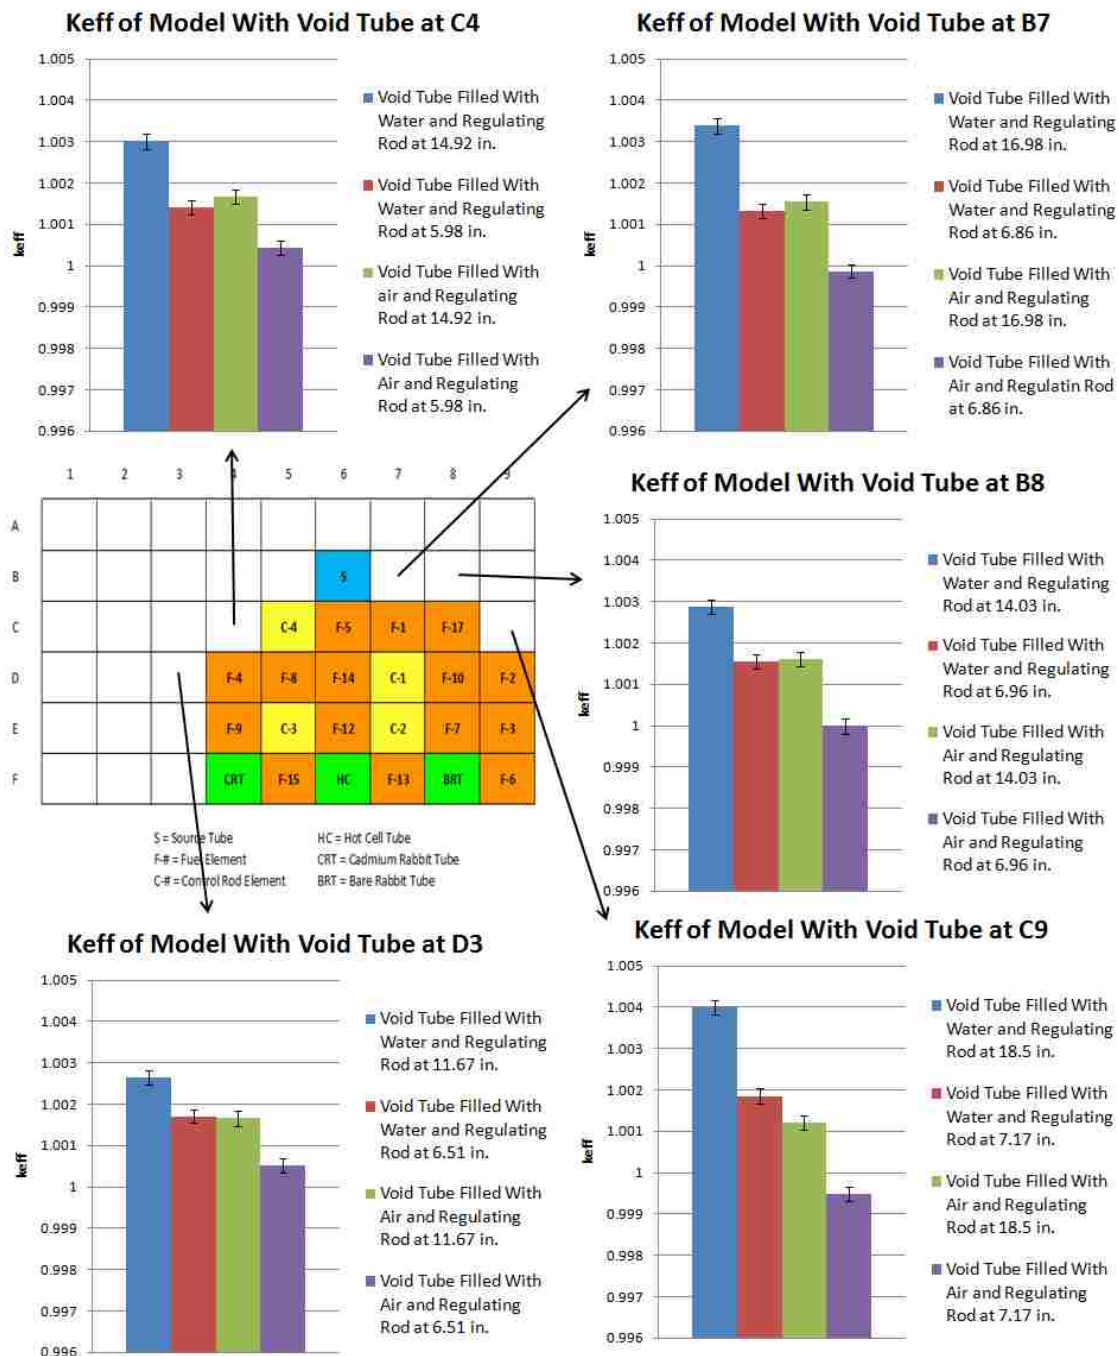 Keff of Model With Void Tube at C4
1.005
1.004
1.003
1.002
1.001
1
0.999
0.998
0.997
0.996
keff
Void Tube Filled With
Water and Regulating
Rod at 14.92 in.
Void Tube Filled With
Water and Regulating
Rod at 5.98 in.
Void Tube Filled With
air and Regulating
Rod at 14.92 in.
Void Tube Filled With
Air and Regulating
Rod at 5.98 in.
Keff of Model With Void Tube at B7
1.005
1.004
1.003
1.002
1.001
1
0.999
0.998
0.997
0.996
keff
Void Tube Filled With
Water and Regulating
Rod at 16.98 in.
Void Tube Filled With
Water and Regulating
Rod at 6.86 in.
Void Tube Filled With
Air and Regulating
Rod at 16.98 in.
Void Tube Filled With
Air and Regulatin Rod
at 6.86 in.
1 2 3 4 5 6 7 8 9
A
B S
C C-4 F-5 F-1 F-17
D F-4 F-8 F-14 C-1 F-10 F-2
E F-9 C-3 F-12 C-2 F-7 F-3
F CRT F-15 HC F-13 BRT F-6
S = Source Tube HC = Hot Cell Tube
F-# = Fuel Element CRT = Cadmium Rabbit Tube
C-# = Control Rod Element BRT = Bare Rabbit Tube
Keff of Model With Void Tube at B8
1.005
1.004
1.003
1.002
1.001
1
0.999
0.998
0.997
0.996
keff
Void Tube Filled With
Water and Regulating
Rod at 14.03 in.
Void Tube Filled With
Water and Regulating
Rod at 6.96 in.
Void Tube Filled With
Air and Regulating
Rod at 14.03 in.
Void Tube Filled With
Air and Regulating
Rod at 6.96 in.
Keff of Model With Void Tube at D3
1.005
1.004
1.003
1.002
1.001
1
0.999
0.998
0.997
0.996
keff
Void Tube Filled With
Water and Regulating
Rod at 11.67 in.
Void Tube Filled With
Water and Regulating
Rod at 6.51 in.
Void Tube Filled With
Air and Regulating
Rod at 11.67 in.
Void Tube Filled With
Air and Regulating
Rod at 6.51 in.
Keff of Model With Void Tube at C9
1.005
1.004
1.003
1.002
1.001
1
0.999
0.998
0.997
0.996
keff
Void Tube Filled With
Water and Regulating
Rod at 18.5 in.
Void Tube Filled With
Water and Regulating
Rod at 7.17 in.
Void Tube Filled With
Air and Regulating
Rod at 18.5 in.
Void Tube Filled With
Air and Regulating
Rod at 7.17 in.